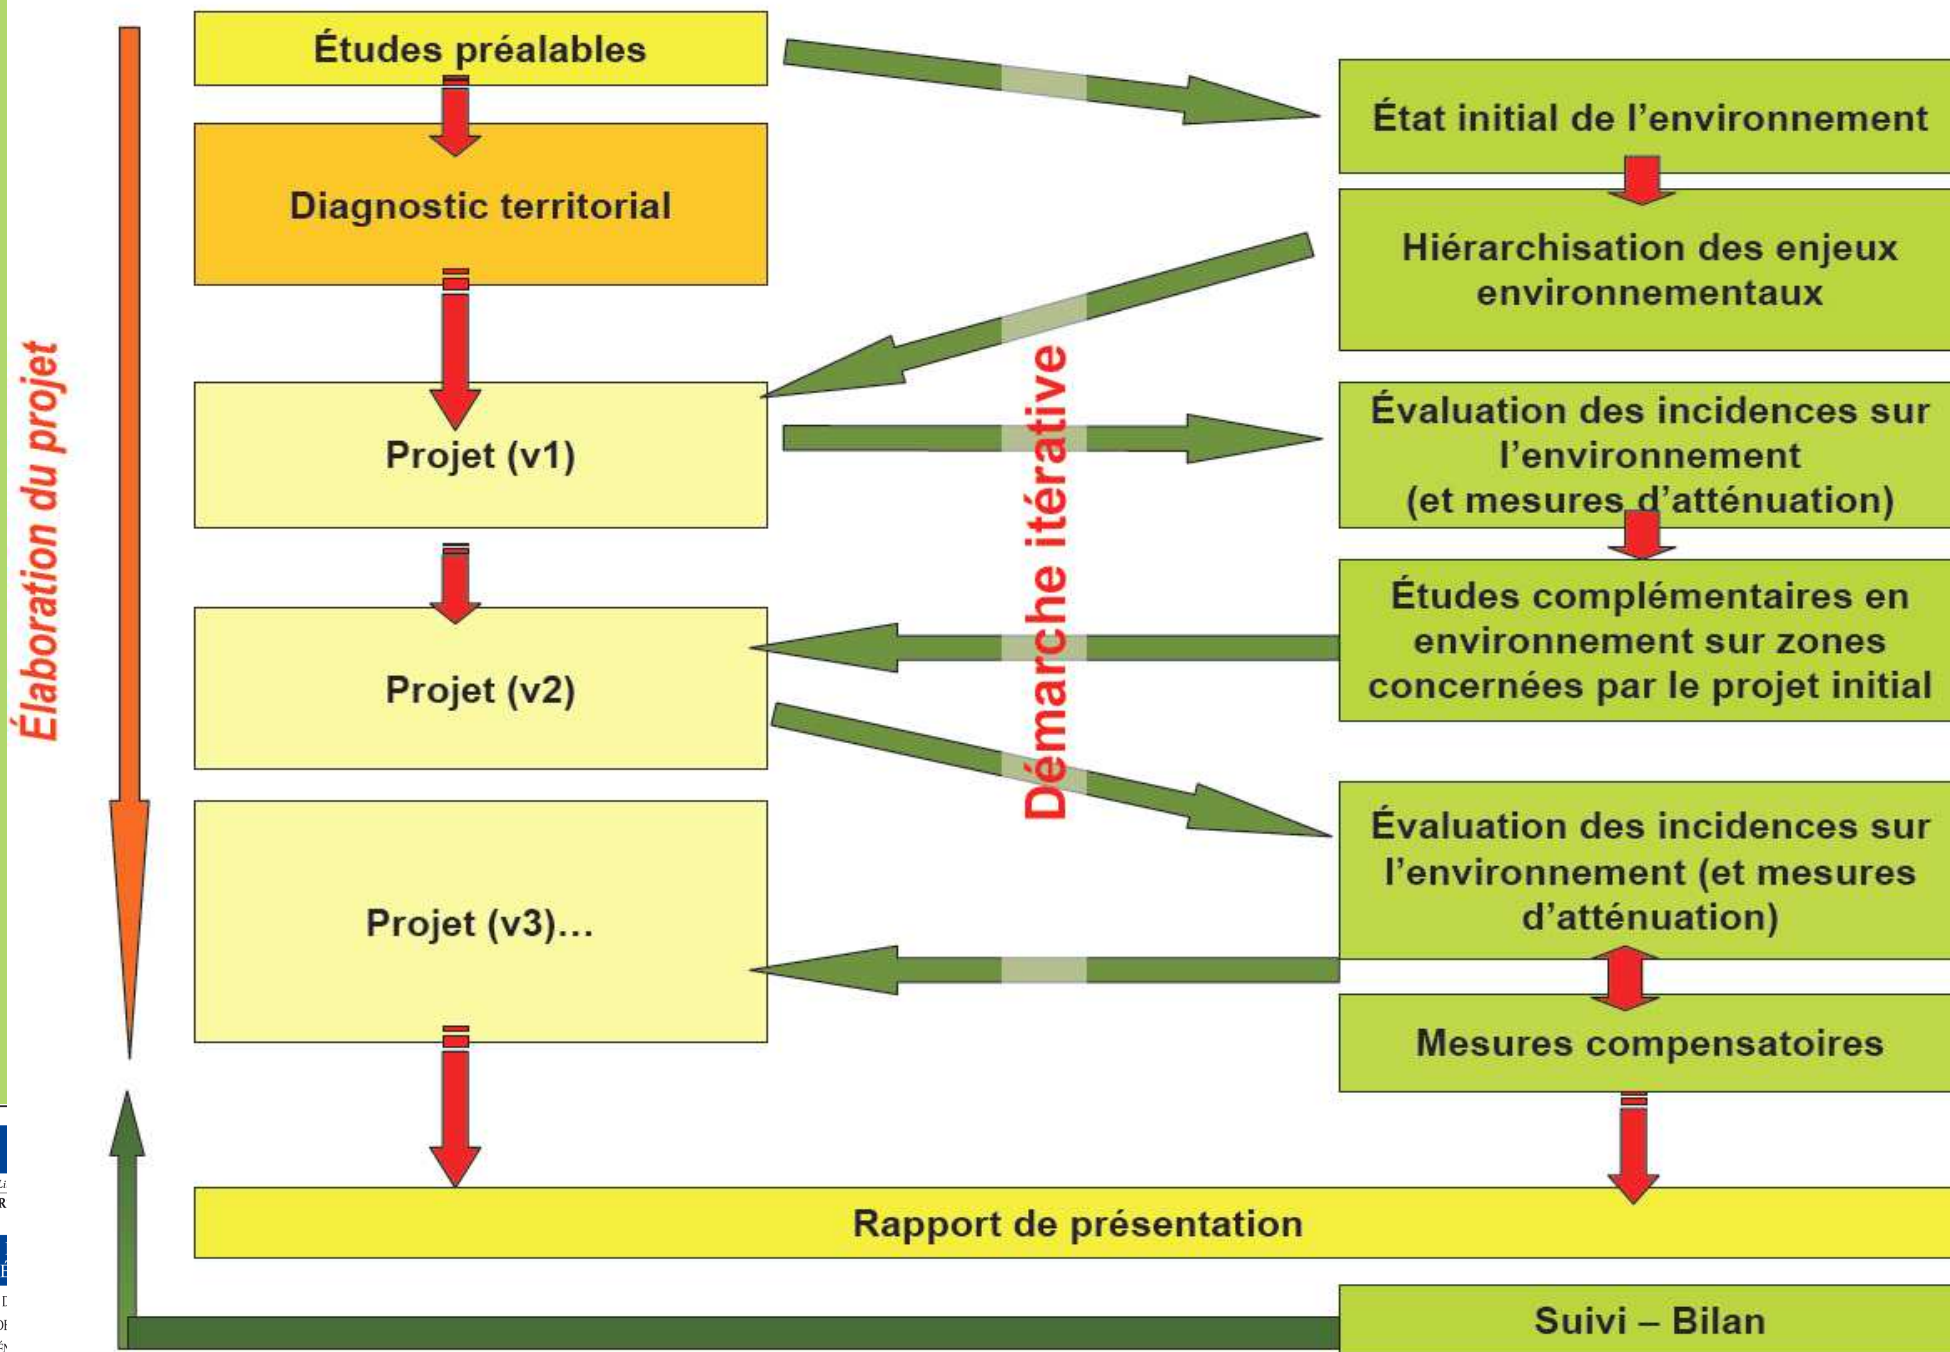 Études préalables
État initial de l’environnement
Diagnostic territorial
Hiérarchisation des enjeux
environnementaux
Élaboration du projet
Démarche itérative
Projet (v1)
Évaluation des incidences sur
l’environnement
(et mesures d’atténuation)
Projet (v2)
Études complémentaires en
environnement sur zones
concernées par le projet initial
Projet (v3)…
Évaluation des incidences sur
l’environnement (et mesures
d’atténuation)
Mesures compensatoires
Rapport de présentation
Suivi – Bilan